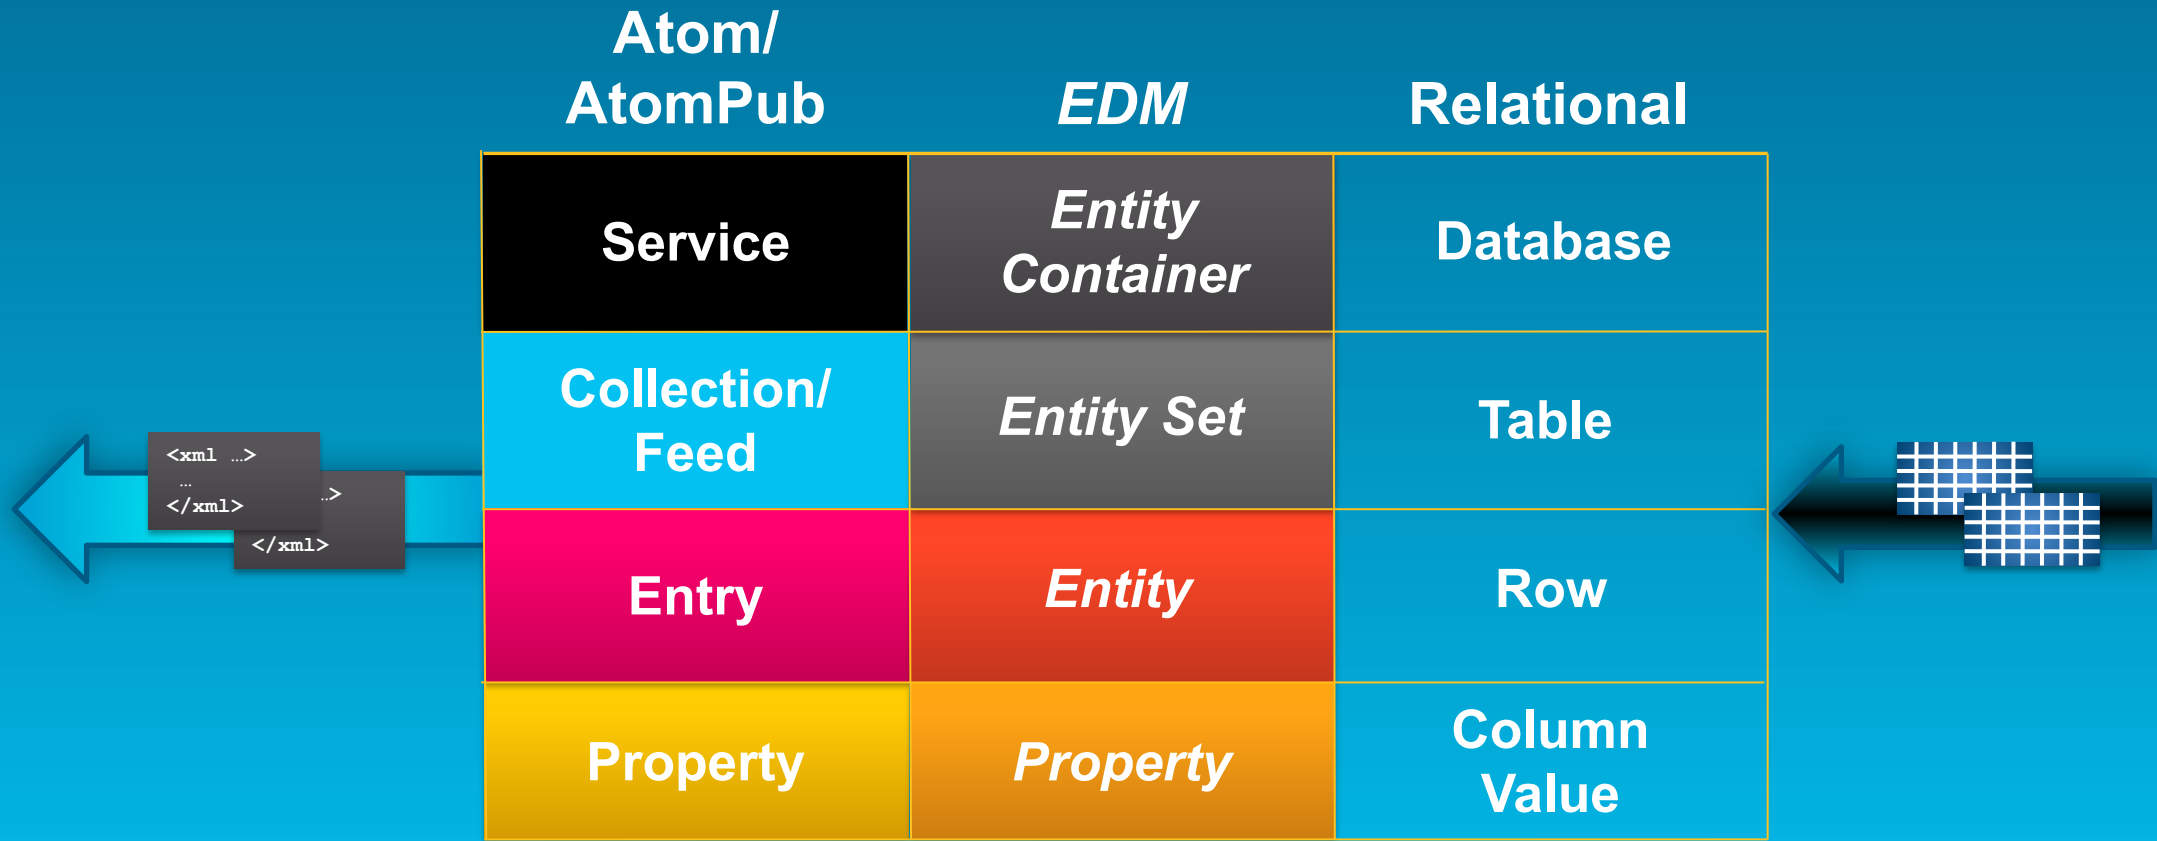 Atom/
AtomPub
EDM
Relational
Service
Entity
Container
Database
Collection/
Feed
Entity Set
Table
Entry
Entity
Row
Property
Property
Column
Value
<xml …>
…
</xml>
…>
</xml>